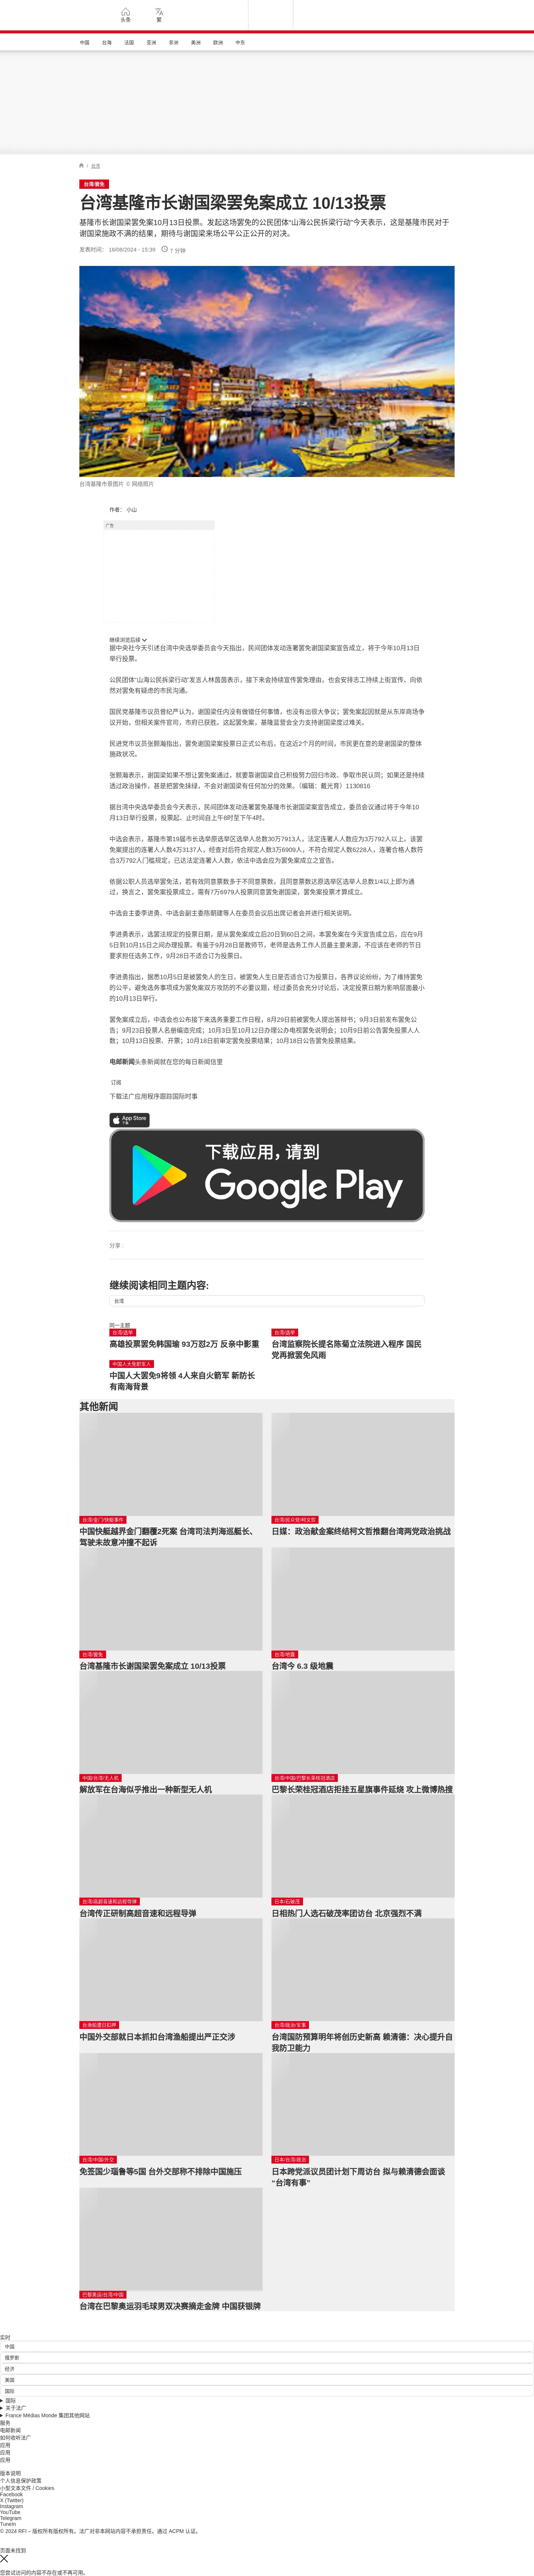 头条
繁
中国
台海
法国
亚洲
非洲
美洲
欧洲
中东
/ 台湾
台湾/罢免
台湾基隆市长谢国梁罢免案成立 10/13投票
基隆市长谢国梁罢免案10月13日投票。发起这场罢免的公民团体“山海公民拆梁行动”今天表示，这是基隆市民对于
谢国梁施政不满的结果，期待与谢国梁来场公平公正公开的对决。
发表时间： 16/08/2024 - 15:39 7 分钟
台湾基隆市景图片 © 网络照片
作者： 小山
广告
继续浏览后续
据中央社今天引述台湾中央选举委员会今天指出，民间团体发动连署罢免谢国梁案宣告成立，将于今年10月13日
举行投票。
公民团体“山海公民拆梁行动”发言人林茵茵表示，接下来会持续宣传罢免理由，也会安排志工持续上街宣传、向依
然对罢免有疑虑的市民沟通。
国民党基隆市议员曾纪严认为，谢国梁任内没有做错任何事情，也没有出很大争议；罢免案起因就是从东岸商场争
议开始，但相关案件官司，市府已获胜。这起罢免案，基隆蓝营会全力支持谢国梁度过难关。
民进党市议员张颢瀚指出，罢免谢国梁案投票日正式公布后，在这近2个月的时间，市民更在意的是谢国梁的整体
施政状况。
张颢瀚表示，谢国梁如果不想让罢免案通过，就要靠谢国梁自己积极努力回归市政、争取市民认同；如果还是持续
透过政治操作，甚是把罢免抹绿，不会对谢国梁有任何加分的效果。（编辑：戴光育）1130816
据台湾中央选举委员会今天表示，民间团体发动连署罢免基隆市长谢国梁案宣告成立，委员会议通过将于今年10
月13日举行投票，投票起、止时间自上午8时至下午4时。
中选会表示，基隆市第19届市长选举原选举区选举人总数30万7913人，法定连署人人数应为3万792人以上。该罢
免案提出的连署人人数4万3137人，经查对后符合规定人数3万6909人，不符合规定人数6228人，连署合格人数符
合3万792人门槛规定，已达法定连署人人数，依法中选会应为罢免案成立之宣告。
依据公职人员选举罢免法，若有效同意票数多于不同意票数，且同意票数达原选举区选举人总数1/4以上即为通
过，换言之，罢免案投票成立，需有7万6979人投票同意罢免谢国梁，罢免案投票才算成立。
中选会主委李进勇、中选会副主委陈朝建等人在委员会议后出席记者会并进行相关说明。
李进勇表示，选罢法规定的投票日期，是从罢免案成立后20日到60日之间，本罢免案在今天宣告成立后，应在9月
5日到10月15日之间办理投票。有鉴于9月28日是教师节，老师是选务工作人员最主要来源，不应该在老师的节日
要求担任选务工作，9月28日不适合订为投票日。
李进勇指出，据悉10月5日是被罢免人的生日，被罢免人生日是否适合订为投票日，各界议论纷纷，为了维持罢免
的公平，避免选务事项成为罢免案双方攻防的不必要议题，经过委员会充分讨论后，决定投票日期为影响层面最小
的10月13日举行。
罢免案成立后，中选会也公布接下来选务重要工作日程，8月29日前被罢免人提出答辩书；9月3日前发布罢免公
告；9月23日投票人名册编造完成；10月3日至10月12日办理公办电视罢免说明会；10月9日前公告罢免投票人人
数；10月13日投票、开票；10月18日前审定罢免投票结果；10月18日公告罢免投票结果。
电邮新闻头条新闻就在您的每日新闻信里
订阅
下载法广应用程序跟踪国际时事
App Store
下载
下载应用，请到
Google Play
分享 :
继续阅读相同主题内容:
台湾
同一主题
台湾/选举
高雄投票罢免韩国瑜 93万怼2万 反亲中影重
台湾/选举
台湾监察院长提名陈菊立法院进入程序 国民
党再掀罢免风雨
中国人大免职军人
中国人大罢免9将领 4人来自火箭军 新防长
有南海背景
其他新闻
台湾/金门/快艇事件
中国快艇越界金门翻覆2死案 台湾司法判海巡艇长、
驾驶未故意冲撞不起诉
台湾/民众党/柯文哲
日媒：政治献金案终结柯文哲推翻台湾两党政治挑战
台湾/罢免
台湾基隆市长谢国梁罢免案成立 10/13投票
台湾/地震
台湾今 6.3 级地震
中国/台湾/无人机
解放军在台海似乎推出一种新型无人机
台湾/中国/巴黎长荣桂冠酒店
巴黎长荣桂冠酒店拒挂五星旗事件延烧 攻上微博热搜
台湾/高超音速和远程导弹
台湾传正研制高超音速和远程导弹
日本/石破茂
日相热门人选石破茂率团访台 北京强烈不满
台渔船遭日扣押
中国外交部就日本抓扣台湾渔船提出严正交涉
台湾/政治/军事
台湾国防预算明年将创历史新高 赖清德：决心提升自
我防卫能力
台湾/中国/外交
免签国少瑙鲁等5国 台外交部称不排除中国施压
日本/台湾/政治
日本跨党派议员团计划下周访台 拟与赖清德会面谈
“台湾有事”
巴黎奥运/台湾/中国
台湾在巴黎奥运羽毛球男双决赛摘走金牌 中国获银牌
实时
中国
俄罗斯
经济
美国
国际
国际
关于法广
France Médias Monde 集团其他网站
服务
电邮新闻
如何收听法广
应用
应用
应用
版本说明
个人信息保护政策
小型文本文件 / Cookies
Facebook
X (Twitter)
Instagram
YouTube
Telegram
TuneIn
© 2024 RFI – 版权所有版权所有。法广对非本网站内容不承担责任。通过 ACPM 认证。
页面未找到
您尝试访问的内容不存在或不再可用。